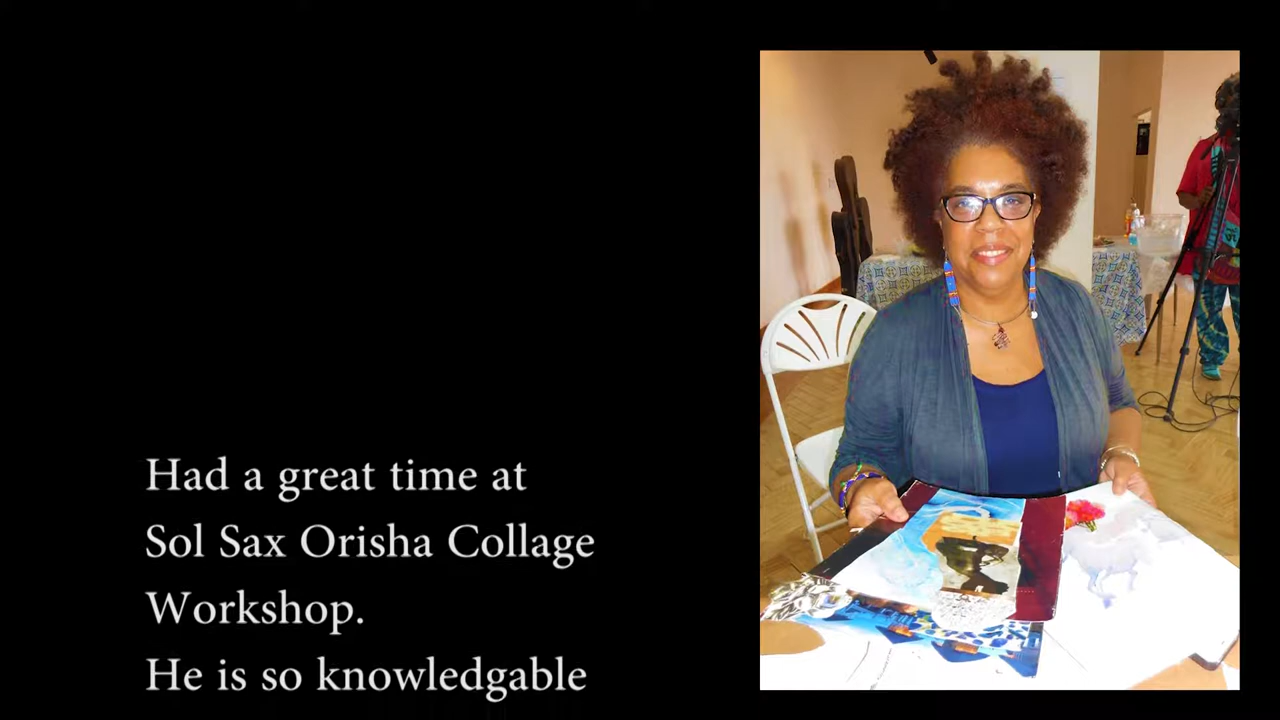 Had a great time at
Sol Sax Orisha Collage
Workshop.
He is so knowledgable